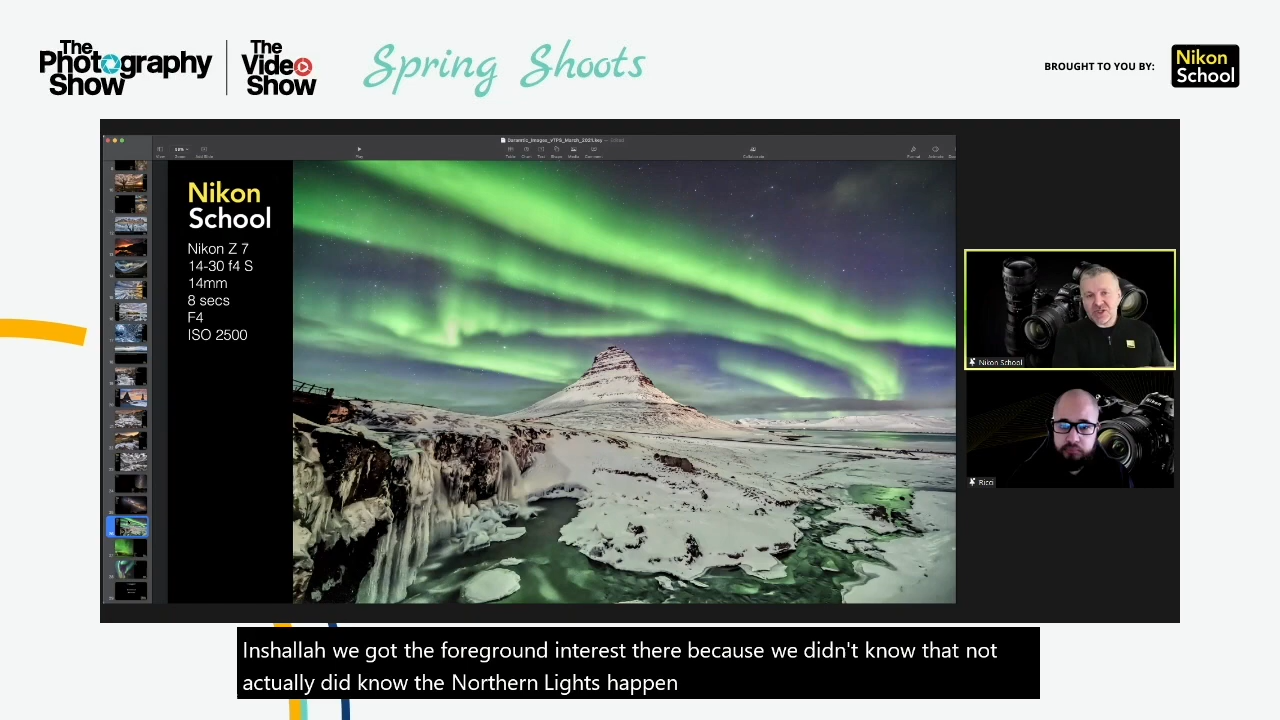 The
Photography
Show
The
Video
Show
Spring Shoots
BROUGHT TO YOU BY:
Nikon
School
Nikon
School
Nikon Z 7
14-30 f4 S
14mm
8 secs
F4
ISO 2500
Nikon School
Ricci
Inshallah we got the foreground interest there because we didn't know that not
actually did know the Northern Lights happen